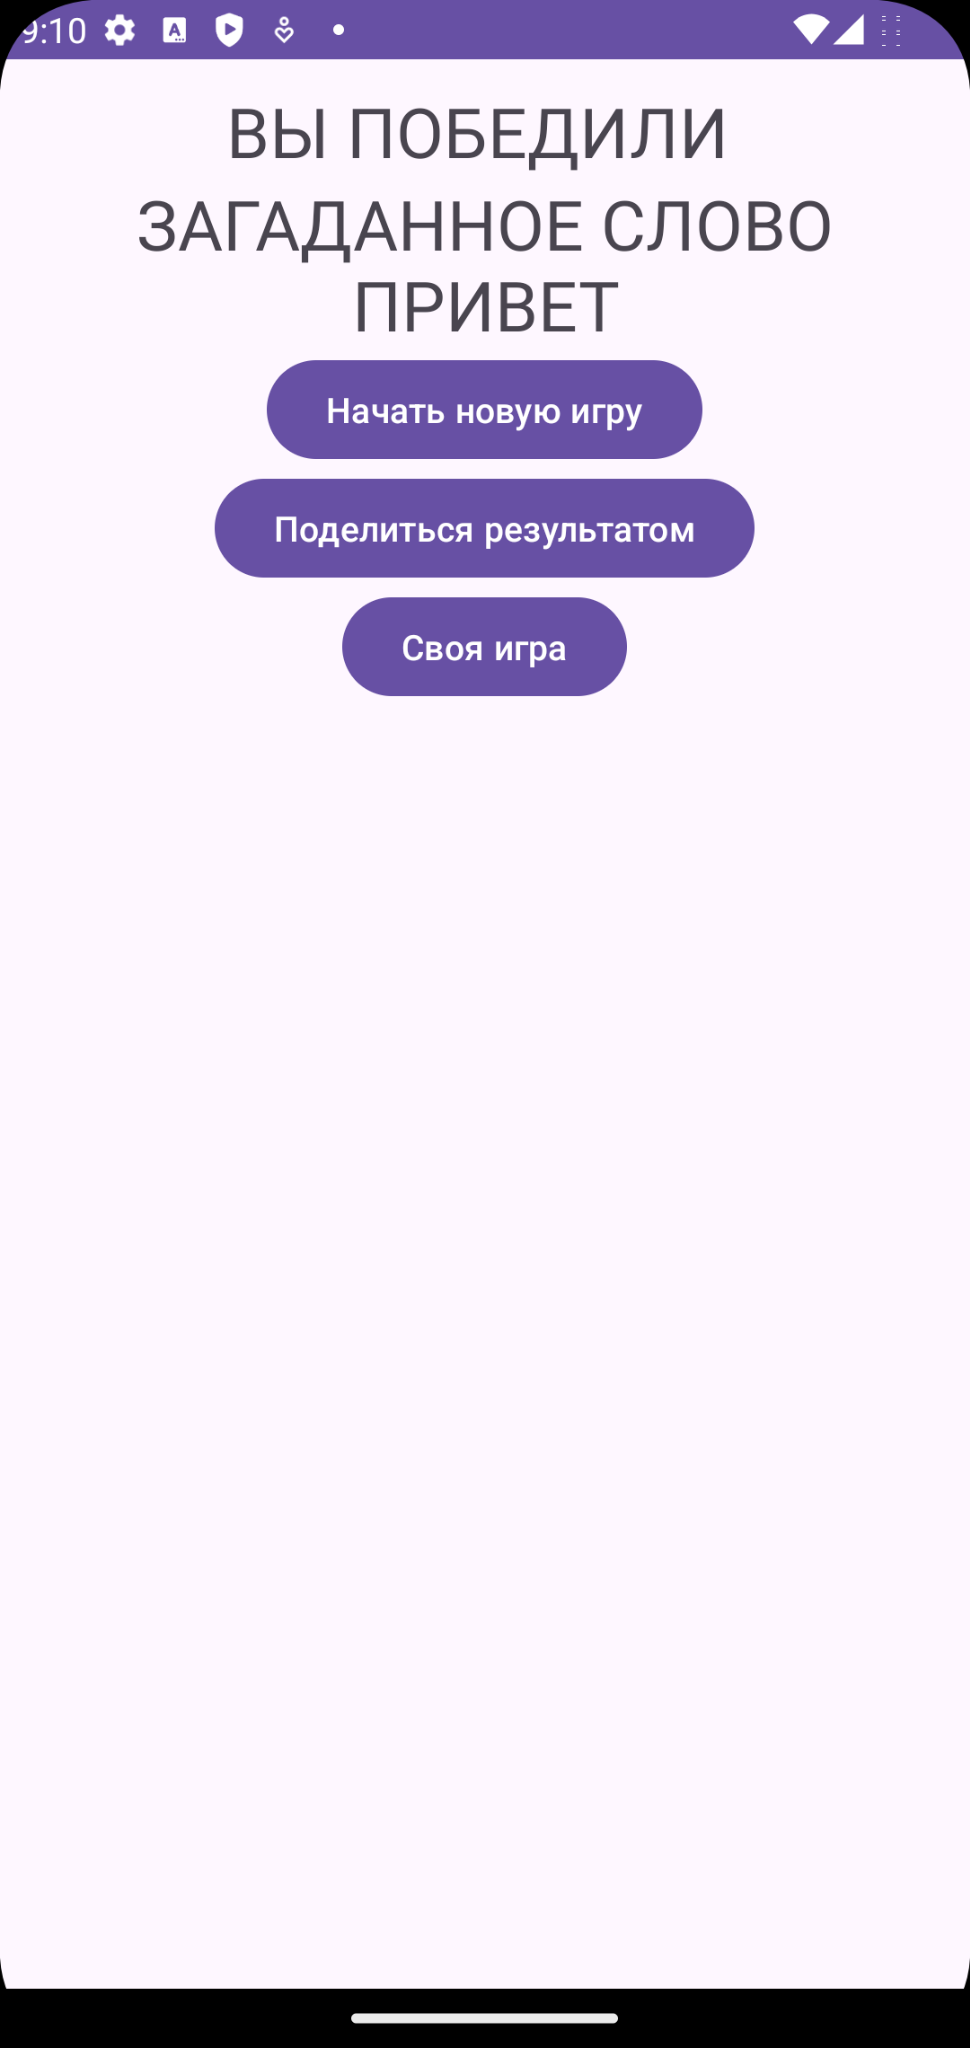 9:10
ВЫ ПОБЕДИЛИ
ЗАГАДАННОЕ СЛОВО
ПРИВЕТ
Начать новую игру
Поделиться результатом
Своя игра